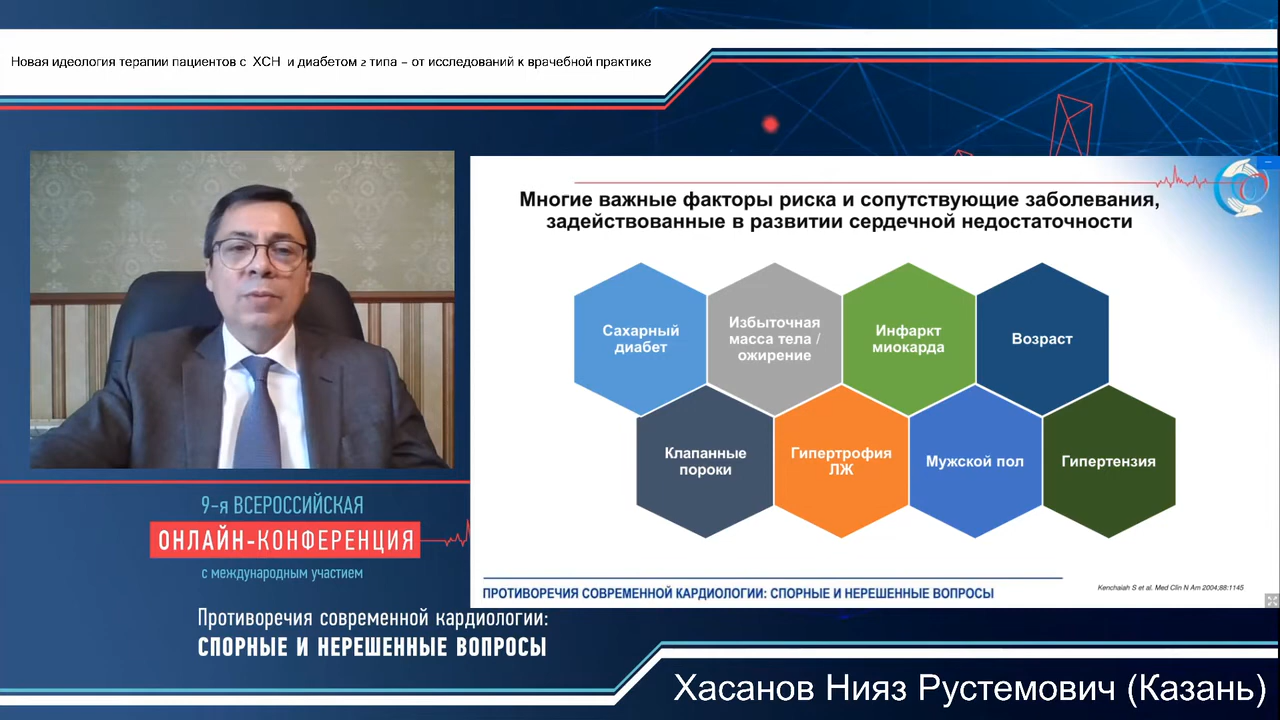 Новая идеология терапии пациентов с ХСН и диабетом 2 типа – от исследований к врачебной практике
Многие важные факторы риска и сопутствующие заболевания,
задействованные в развитии сердечной недостаточности
Сахарный
диабет
Избыточная
масса тела /
ожирение
Инфаркт
миокарда
Возраст
Клапанные
пороки
Гипертрофия
ЛЖ
Мужской пол
Гипертензия
ПРОТИВОРЕЧИЯ СОВРЕМЕННОЙ КАРДИОЛОГИИ: СПОРНЫЕ И НЕРЕШЕННЫЕ ВОПРОСЫ
Kenchaiah S et al. Med Clin N Am 2004;88:1145
9-я ВСЕРОССИЙСКАЯ
ОНЛАЙН-КОНФЕРЕНЦИЯ
с международным участием
Противоречия современной кардиологии:
СПОРНЫЕ И НЕРЕШЕННЫЕ ВОПРОСЫ
Хасанов Нияз Рустемович (Казань)